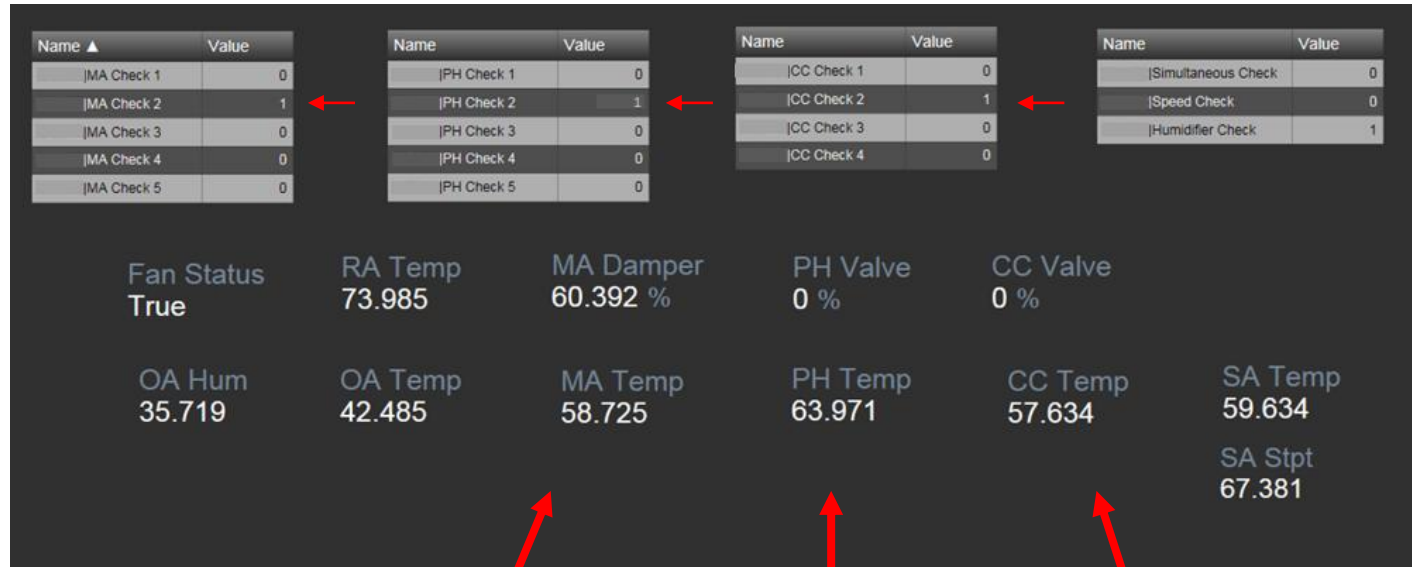 Name ▲ Value
|MA Check 1 0
|MA Check 2 1
|MA Check 3 0
|MA Check 4 0
|MA Check 5 0
Name Value
|PH Check 1 0
|PH Check 2 1
|PH Check 3 0
|PH Check 4 0
|PH Check 5 0
Name Value
|CC Check 1 0
|CC Check 2 1
|CC Check 3 0
|CC Check 4 0
Name Value
|Simultaneous Check 0
|Speed Check 0
|Humidifier Check 1
Fan Status
True
RA Temp
73.985
MA Damper
60.392 %
PH Valve
0 %
CC Valve
0 %
OA Hum
35.719
OA Temp
42.485
MA Temp
58.725
PH Temp
63.971
CC Temp
57.634
SA Temp
59.634
SA Stpt
67.381